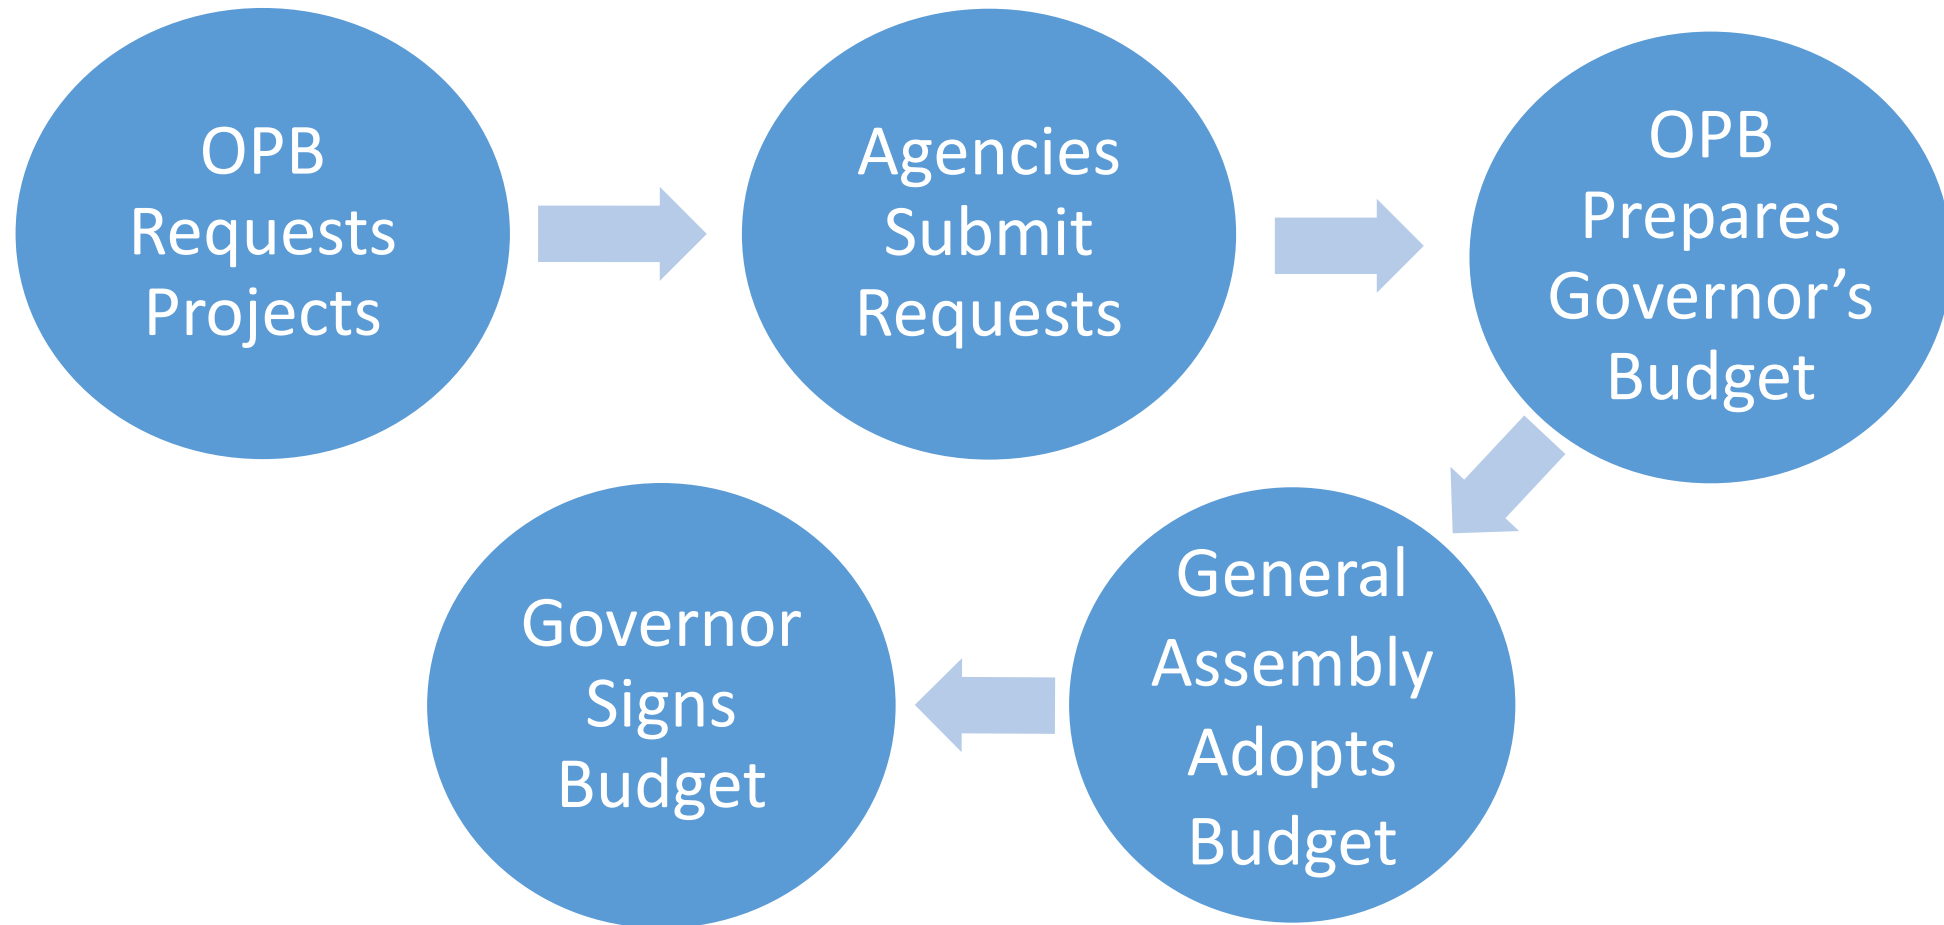 OPB
Requests
Projects
Agencies
Submit
Requests
OPB
Prepares
Governor’s
Budget
General
Assembly
Adopts
Budget
Governor
Signs
Budget